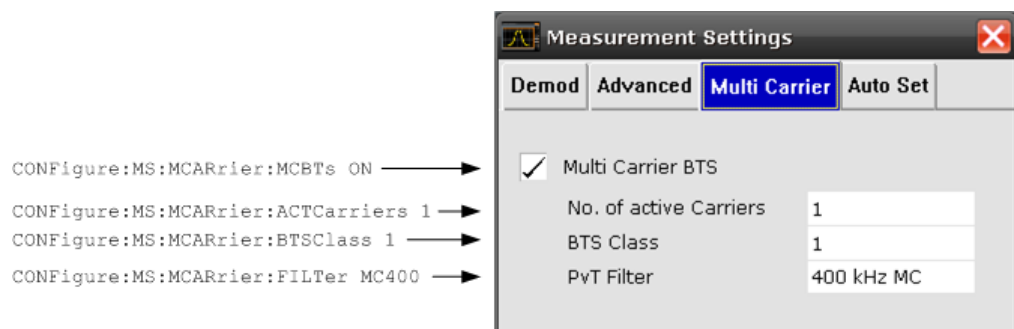 Measurement Settings
Demod Advanced Multi Carrier Auto Set
CONFigure:MS:MCARrier:MCBTs ON Multi Carrier BTS
CONFigure:MS:MCARrier:ACTCarriers 1 No. of active Carriers 1
CONFigure:MS:MCARrier:BTSClass 1 BTS Class 1
CONFigure:MS:MCARrier:FILTer MC400 PvT Filter 400 kHz MC